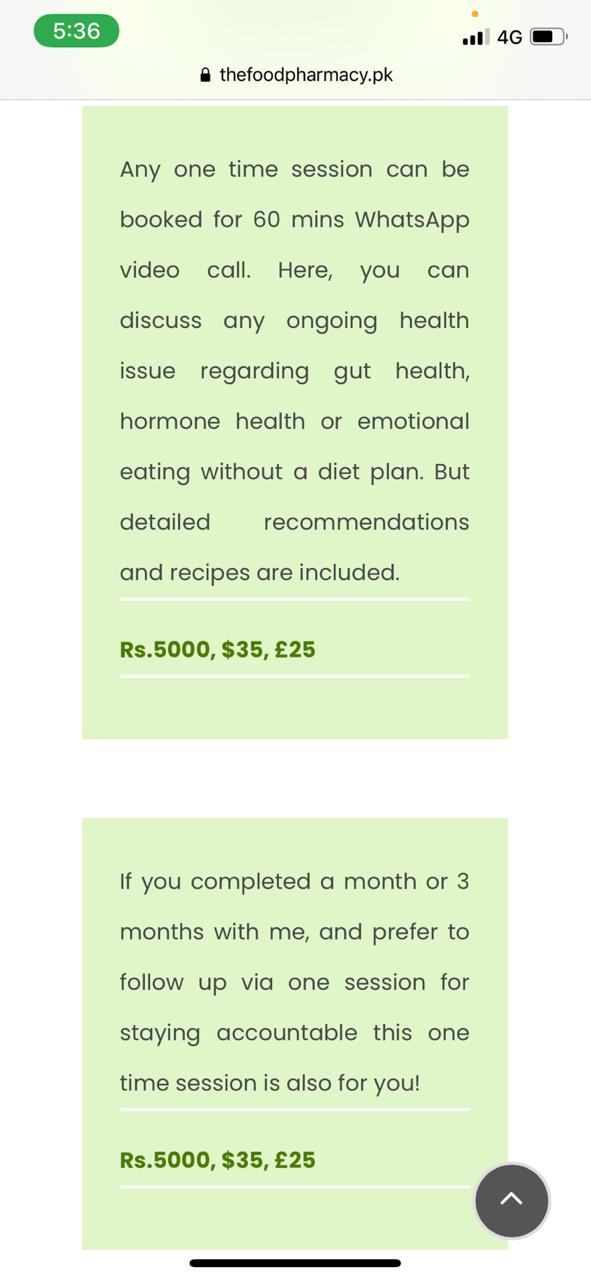 5:36
4G
thefoodpharmacy.pk
Any one time session can be
booked for 60 mins WhatsApp
video call. Here, you can
discuss any ongoing health
issue regarding gut health,
hormone health or emotional
eating without a diet plan. But
detailed recommendations
and recipes are included.
Rs.5000, $35, £25
If you completed a month or 3
months with me, and prefer to
follow up via one session for
staying accountable this one
time session is also for you!
Rs.5000, $35, £25